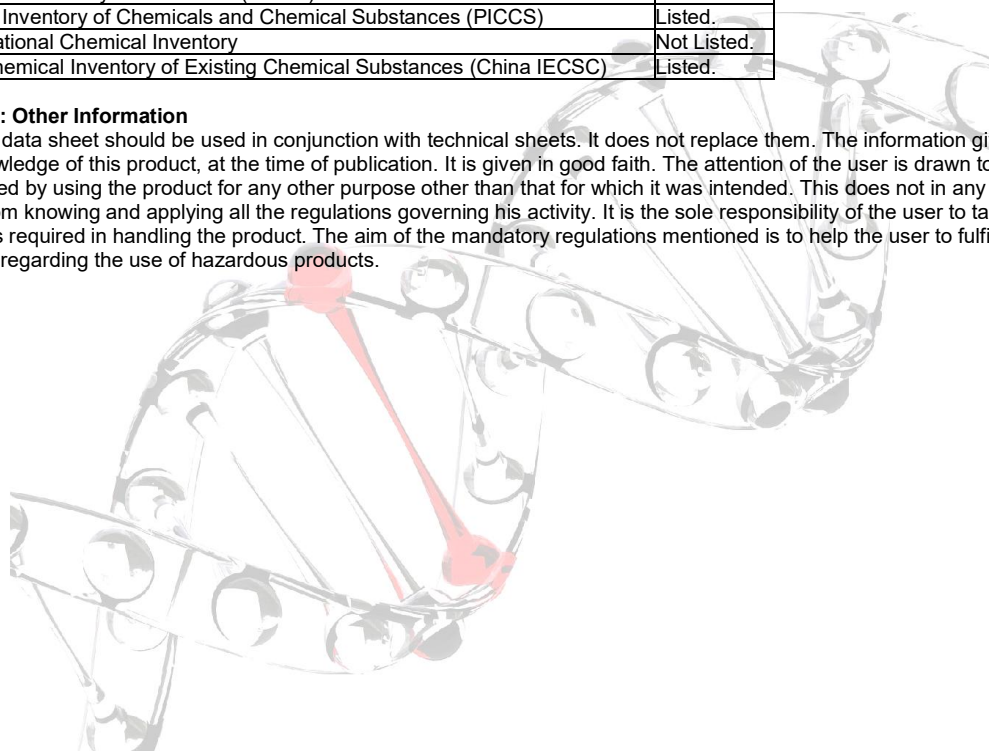 Inventory of Chemicals and Chemical Substances (PICCS) Listed.
ational Chemical Inventory Not Listed.
hemical Inventory of Existing Chemical Substances (China IECSC) Listed.
: Other Information
data sheet should be used in conjunction with technical sheets. It does not replace them. The information gi
wledge of this product, at the time of publication. It is given in good faith. The attention of the user is drawn to
ed by using the product for any other purpose other than that for which it was intended. This does not in any
m knowing and applying all the regulations governing his activity. It is the sole responsibility of the user to ta
s required in handling the product. The aim of the mandatory regulations mentioned is to help the user to fulfi
regarding the use of hazardous products.